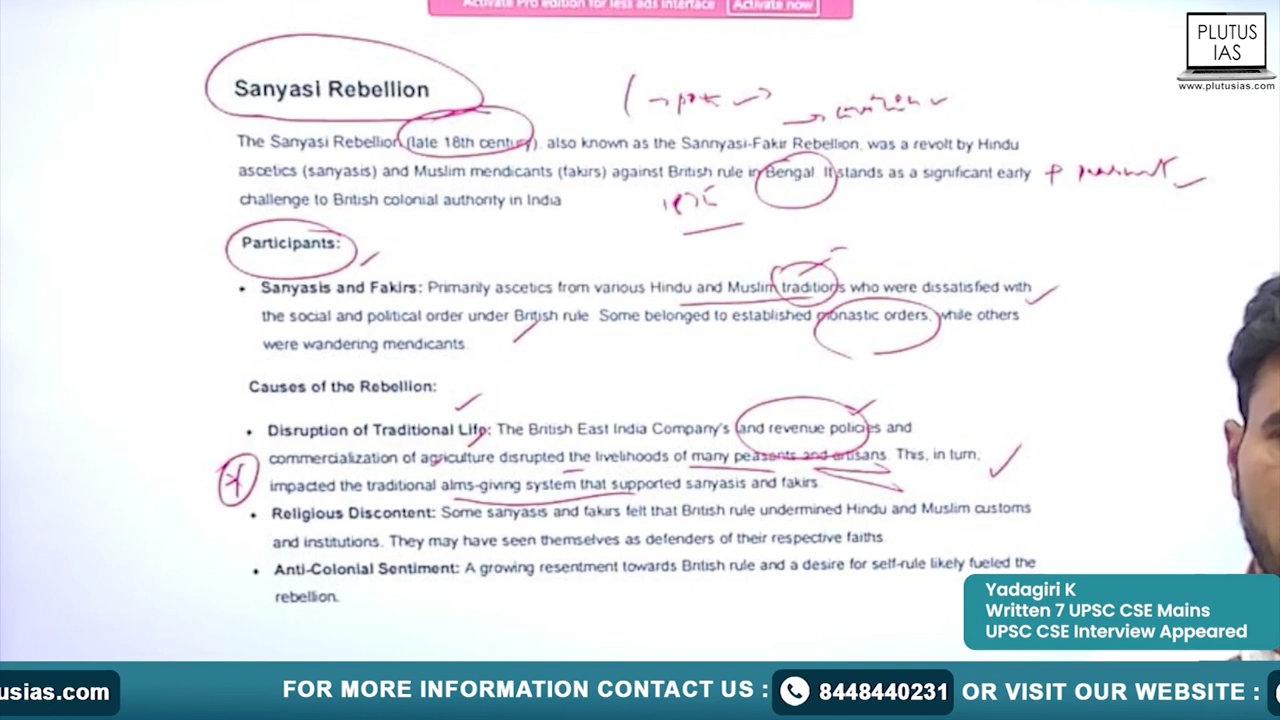 Activate Pro edition for less ads interface Activate now
PLUTUS
IAS
www.plutusias.com
Sanyasi Rebellion
The Sanyasi Rebellion (late 18th century), also known as the Sannyasi-Fakir Rebellion, was a revolt by Hindu
ascetics (sanyasis) and Muslim mendicants (fakirs) against British rule in Bengal. It stands as a significant early
challenge to British colonial authority in India
Participants:
• Sanyasis and Fakirs: Primarily ascetics from various Hindu and Muslim traditions who were dissatisfied with
the social and political order under British rule. Some belonged to established monastic orders, while others
were wandering mendicants.
Causes of the Rebellion:
• Disruption of Traditional Life: The British East India Company's land revenue policies and
commercialization of agriculture disrupted the livelihoods of many peasants and artisans. This, in turn,
impacted the traditional alms-giving system that supported sanyasis and fakirs.
• Religious Discontent: Some sanyasis and fakirs felt that British rule undermined Hindu and Muslim customs
and institutions. They may have seen themselves as defenders of their respective faiths.
• Anti-Colonial Sentiment: A growing resentment towards British rule and a desire for self-rule likely fueled the
rebellion.
Yadagiri K
Written 7 UPSC CSE Mains
UPSC CSE Interview Appeared
usias.com FOR MORE INFORMATION CONTACT US : 8448440231 OR VISIT OUR WEBSITE :